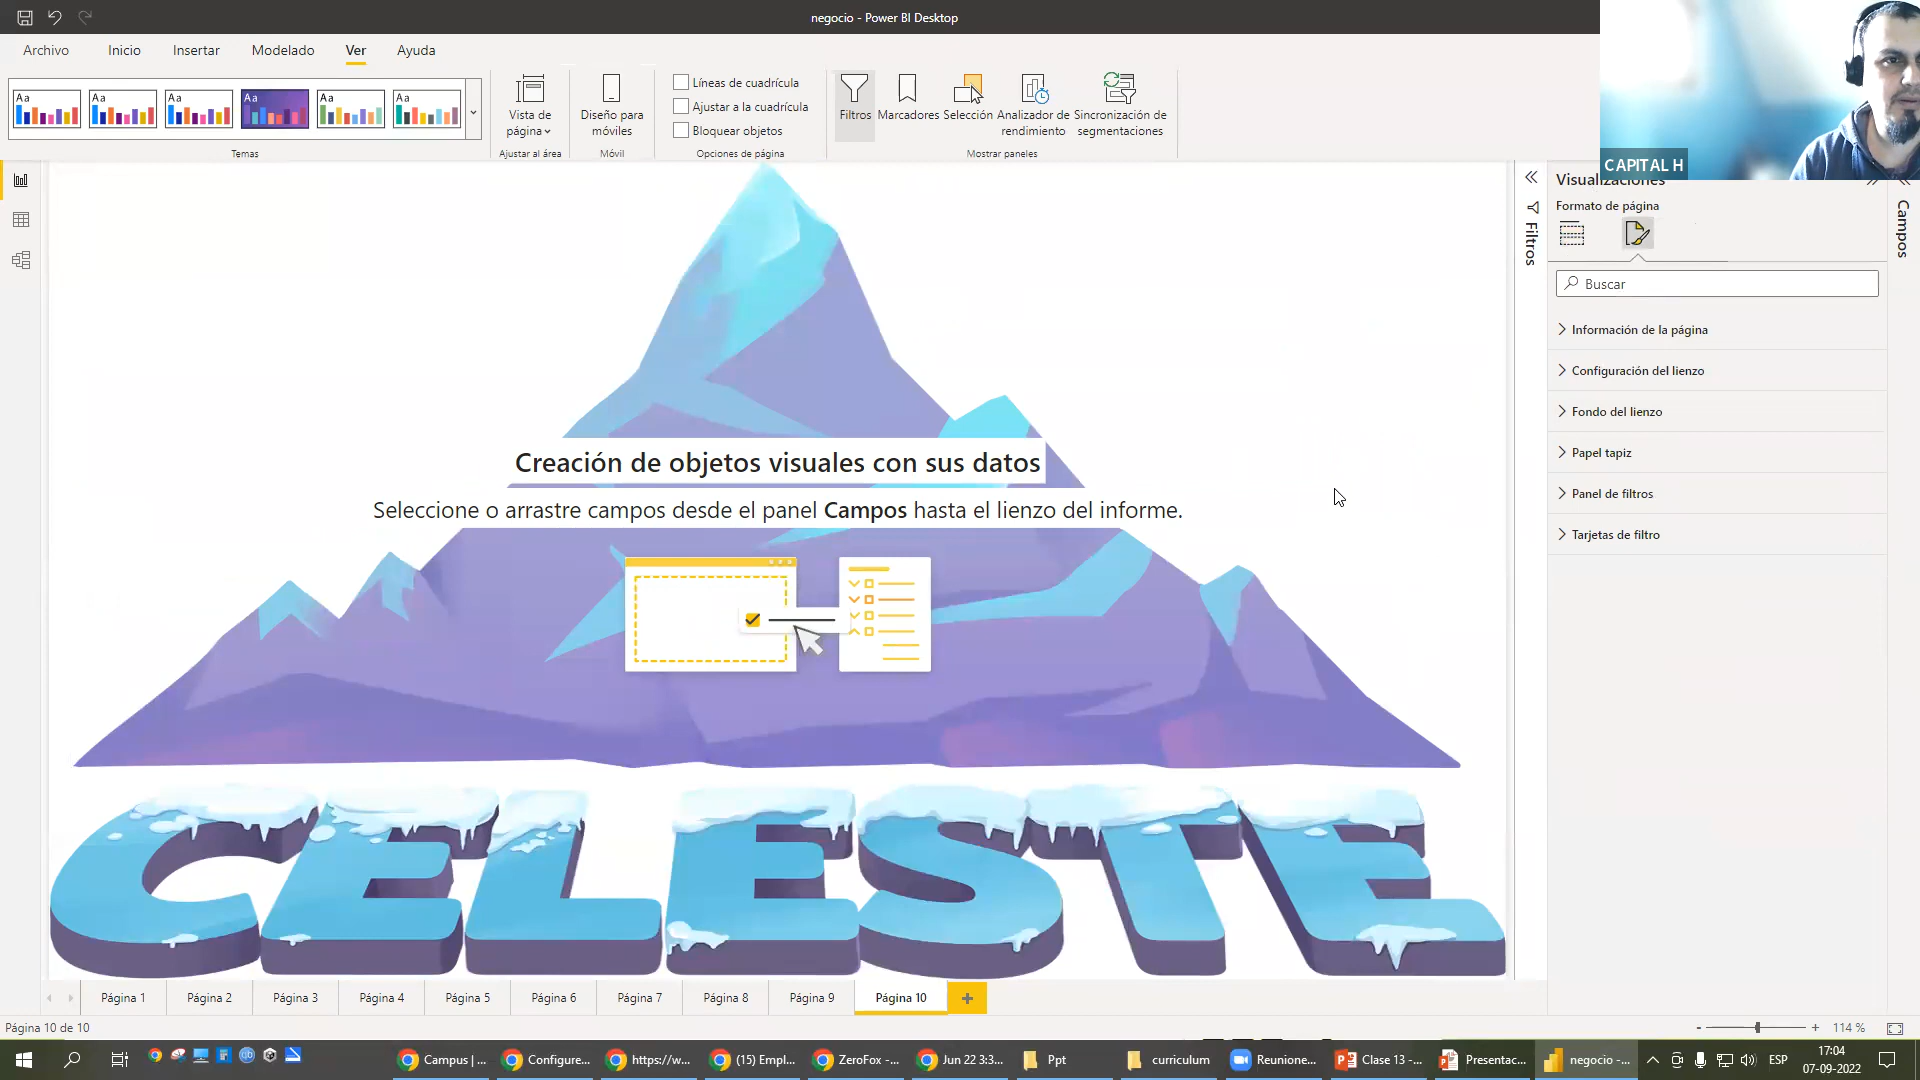 negocio - Power BI Desktop
Archivo
Inicio
Insertar
Modelado
Ver
Ayuda
Aa
Aa
Aa
Aa
Aa
Aa
Temas
Vista de
página
Ajustar al área
Diseño para
móviles
Móvil
Líneas de cuadrícula
Ajustar a la cuadrícula
Bloquear objetos
Opciones de página
Filtros
Marcadores
Selección
Analizador de
rendimiento
Sincronización de
segmentaciones
Mostrar paneles
CAPITAL H
Visualizaciones
Formato de página
Buscar
Información de la página
Configuración del lienzo
Fondo del lienzo
Papel tapiz
Panel de filtros
Tarjetas de filtro
Filtros
Campos
Creación de objetos visuales con sus datos
Seleccione o arrastre campos desde el panel Campos hasta el lienzo del informe.
CELESTE
Página 1
Página 2
Página 3
Página 4
Página 5
Página 6
Página 7
Página 8
Página 9
Página 10
+
Página 10 de 10
- + 114 %
Campus | ...
Configure...
https://w...
(15) Empl...
ZeroFox -...
Jun 22 3:3...
Ppt
curriculum
Reunione...
Clase 13 -...
Presentac...
negocio -...
ESP
17:04
07-09-2022